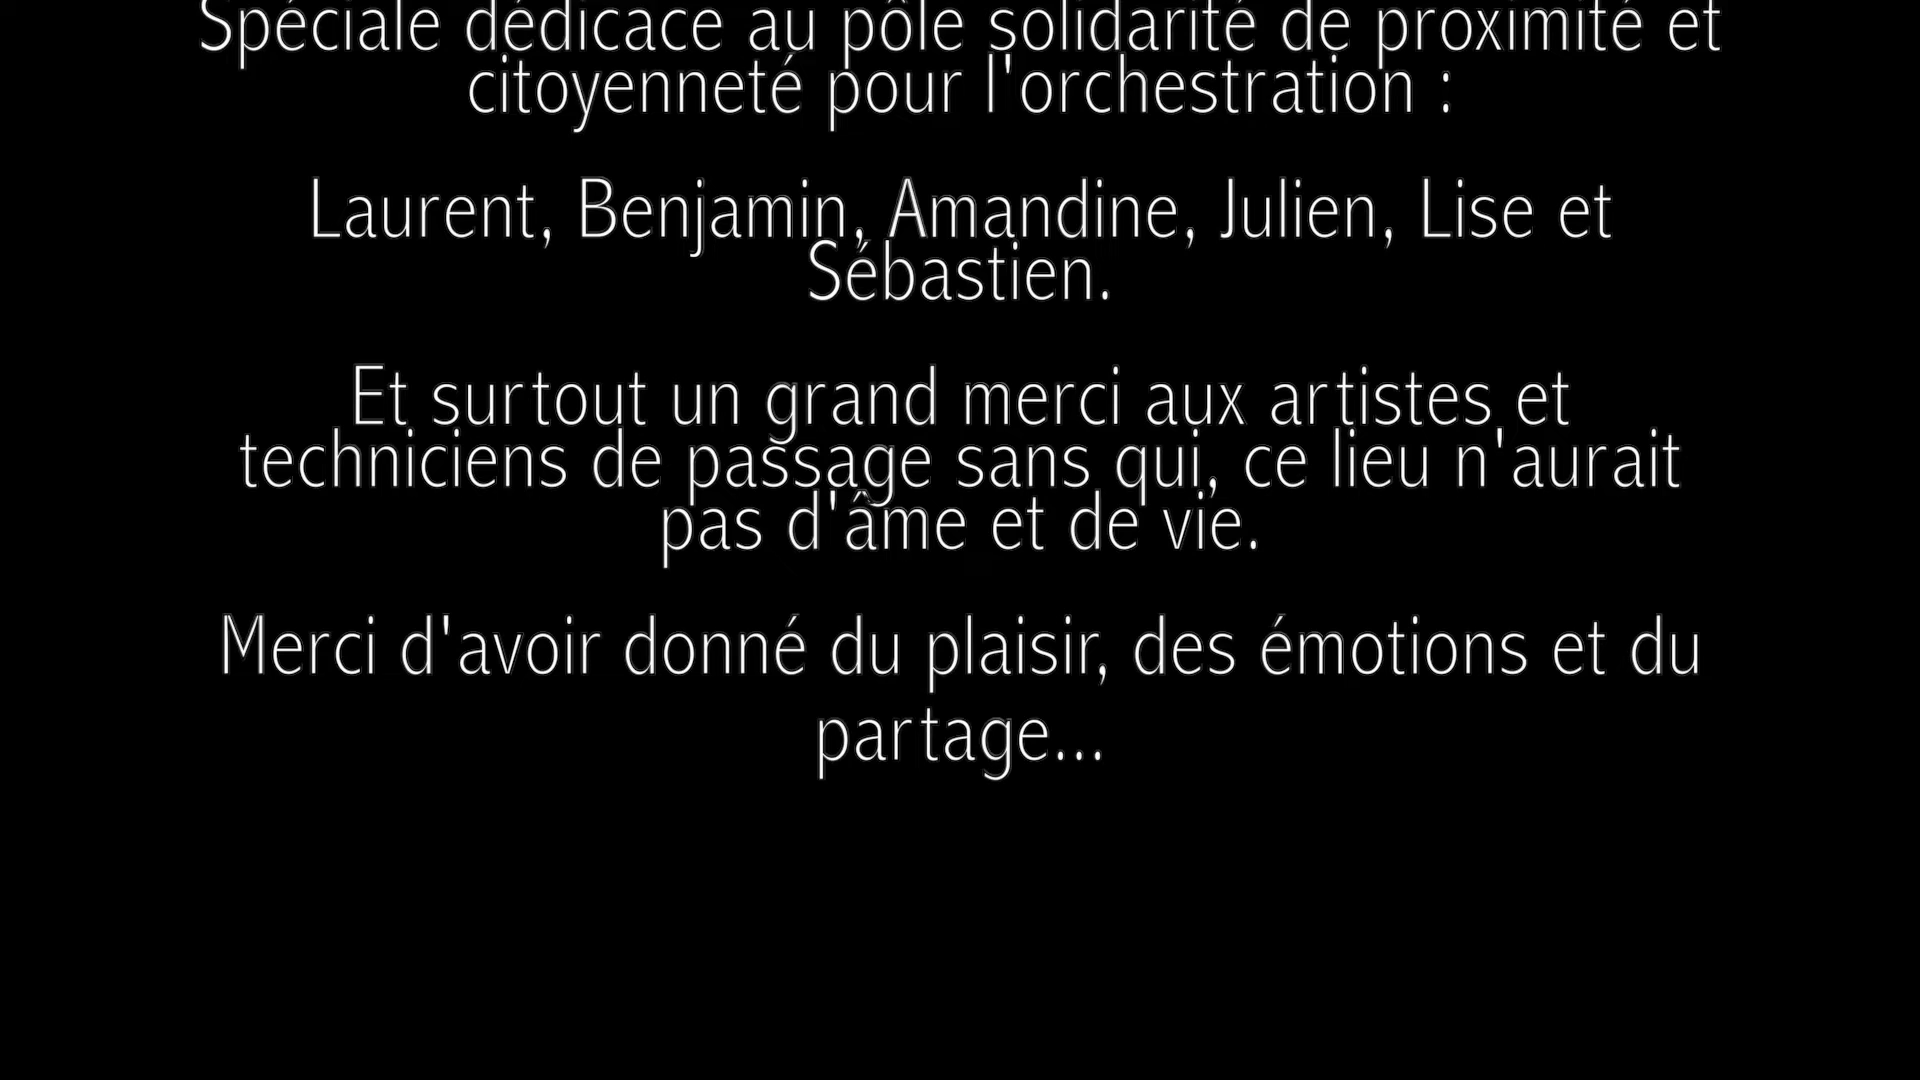 Spéciale dédicace au pôle solidarité de proximité et
citoyenneté pour l'orchestration :
Laurent, Benjamin, Amandine, Julien, Lise et
Sébastien.
Et surtout un grand merci aux artistes et
techniciens de passage sans qui, ce lieu n'aurait
pas d'âme et de vie.
Merci d'avoir donné du plaisir, des émotions et du
partage...